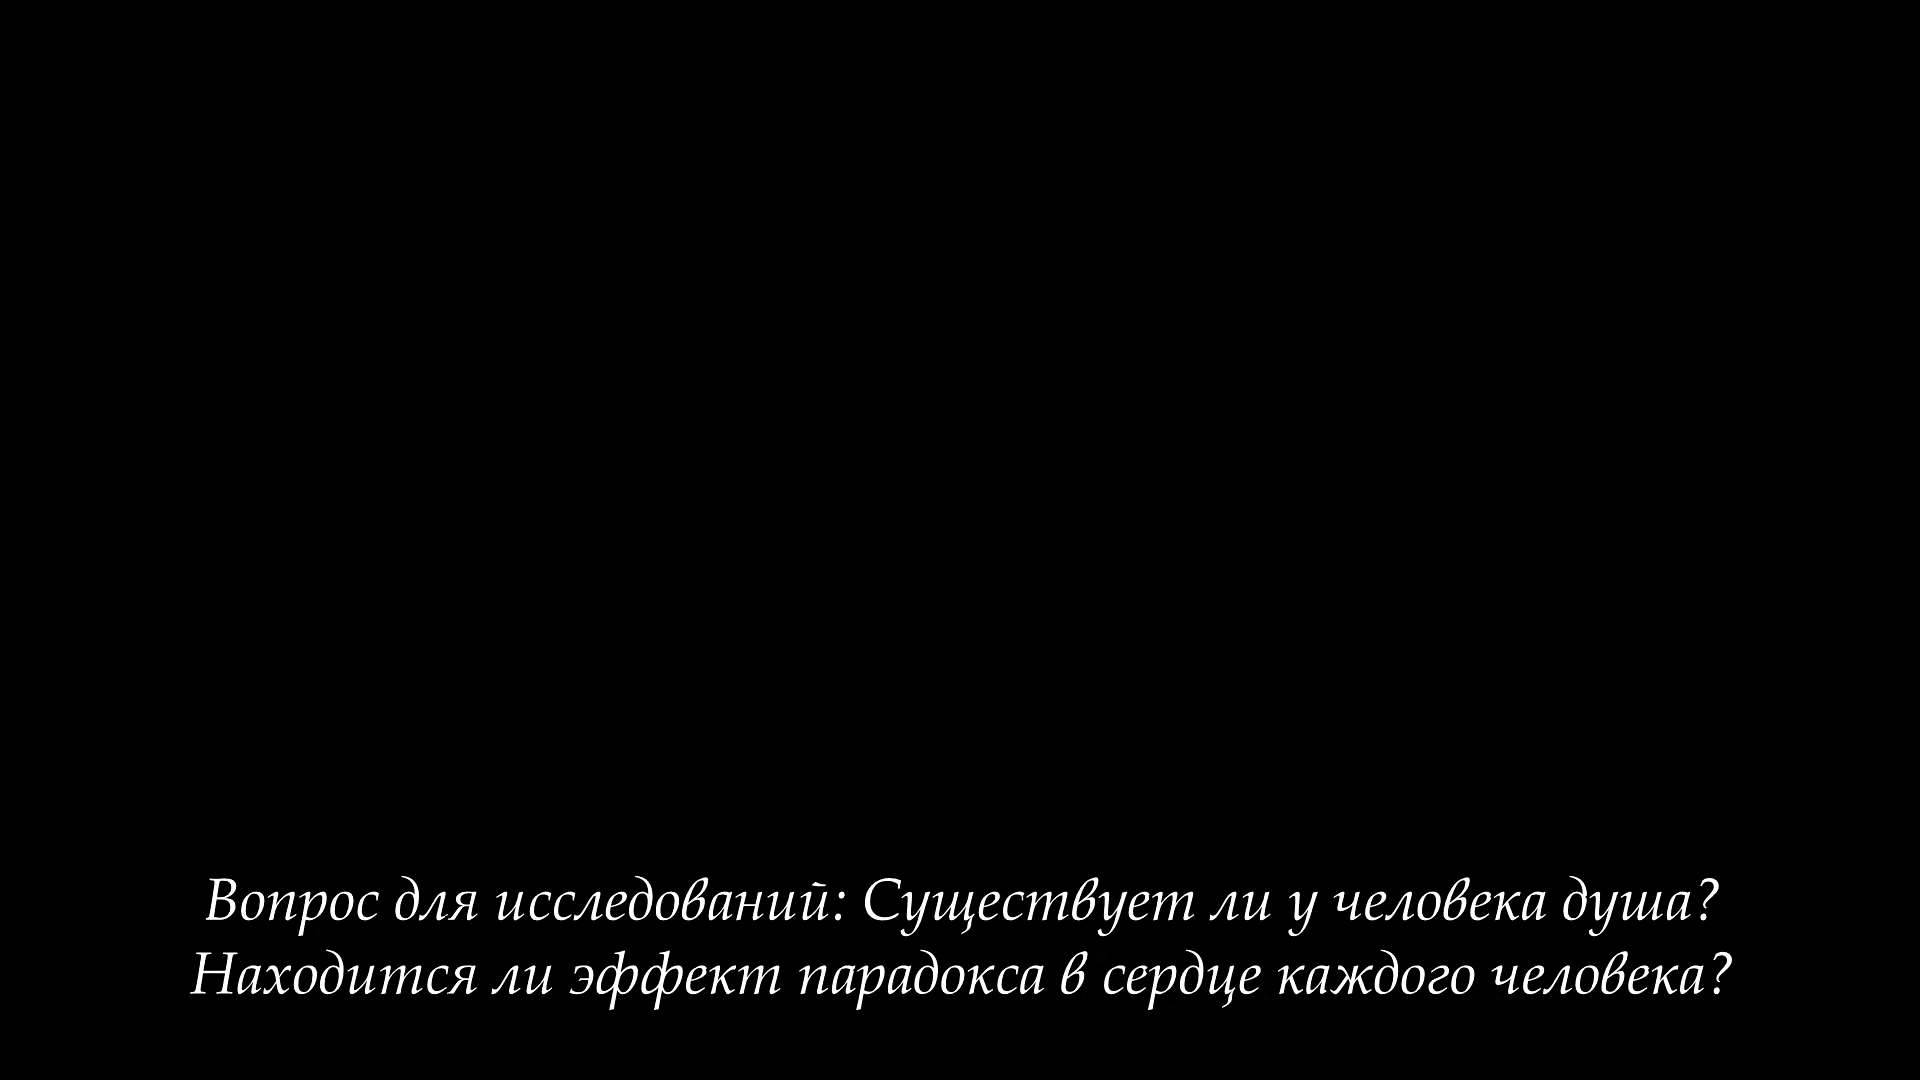 Вопрос для исследований: Существует ли у человека душа?
Находится ли эффект парадокса в сердце каждого человека?